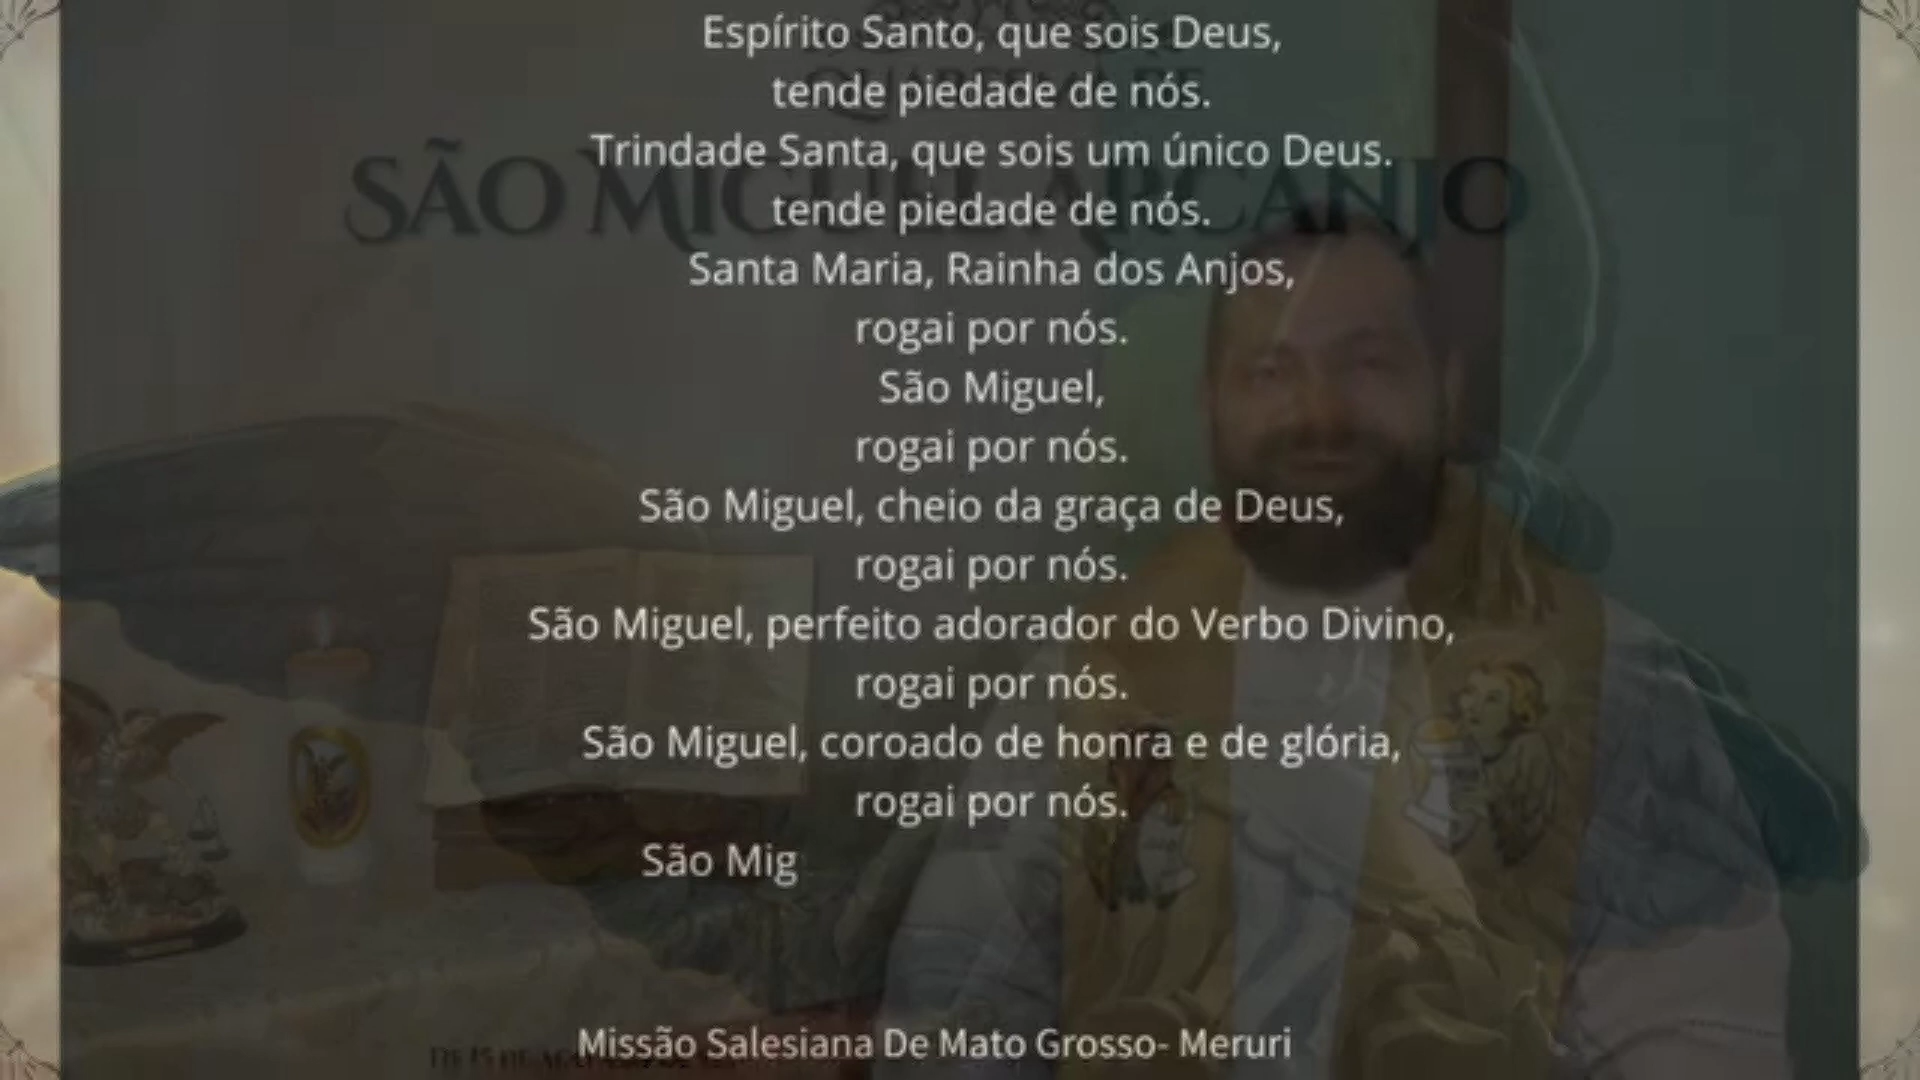 Espírito Santo, que sois Deus,
tende piedade de nós.
Trindade Santa, que sois um único Deus.
tende piedade de nós.
SÃO MIGUEL ARCANJO
Santa Maria, Rainha dos Anjos,
rogai por nós.
São Miguel,
rogai por nós.
São Miguel, cheio da graça de Deus,
rogai por nós.
São Miguel, perfeito adorador do Verbo Divino,
rogai por nós.
São Miguel, coroado de honra e de glória,
rogai por nós.
São Mig
Missão Salesiana De Mato Grosso- Meruri